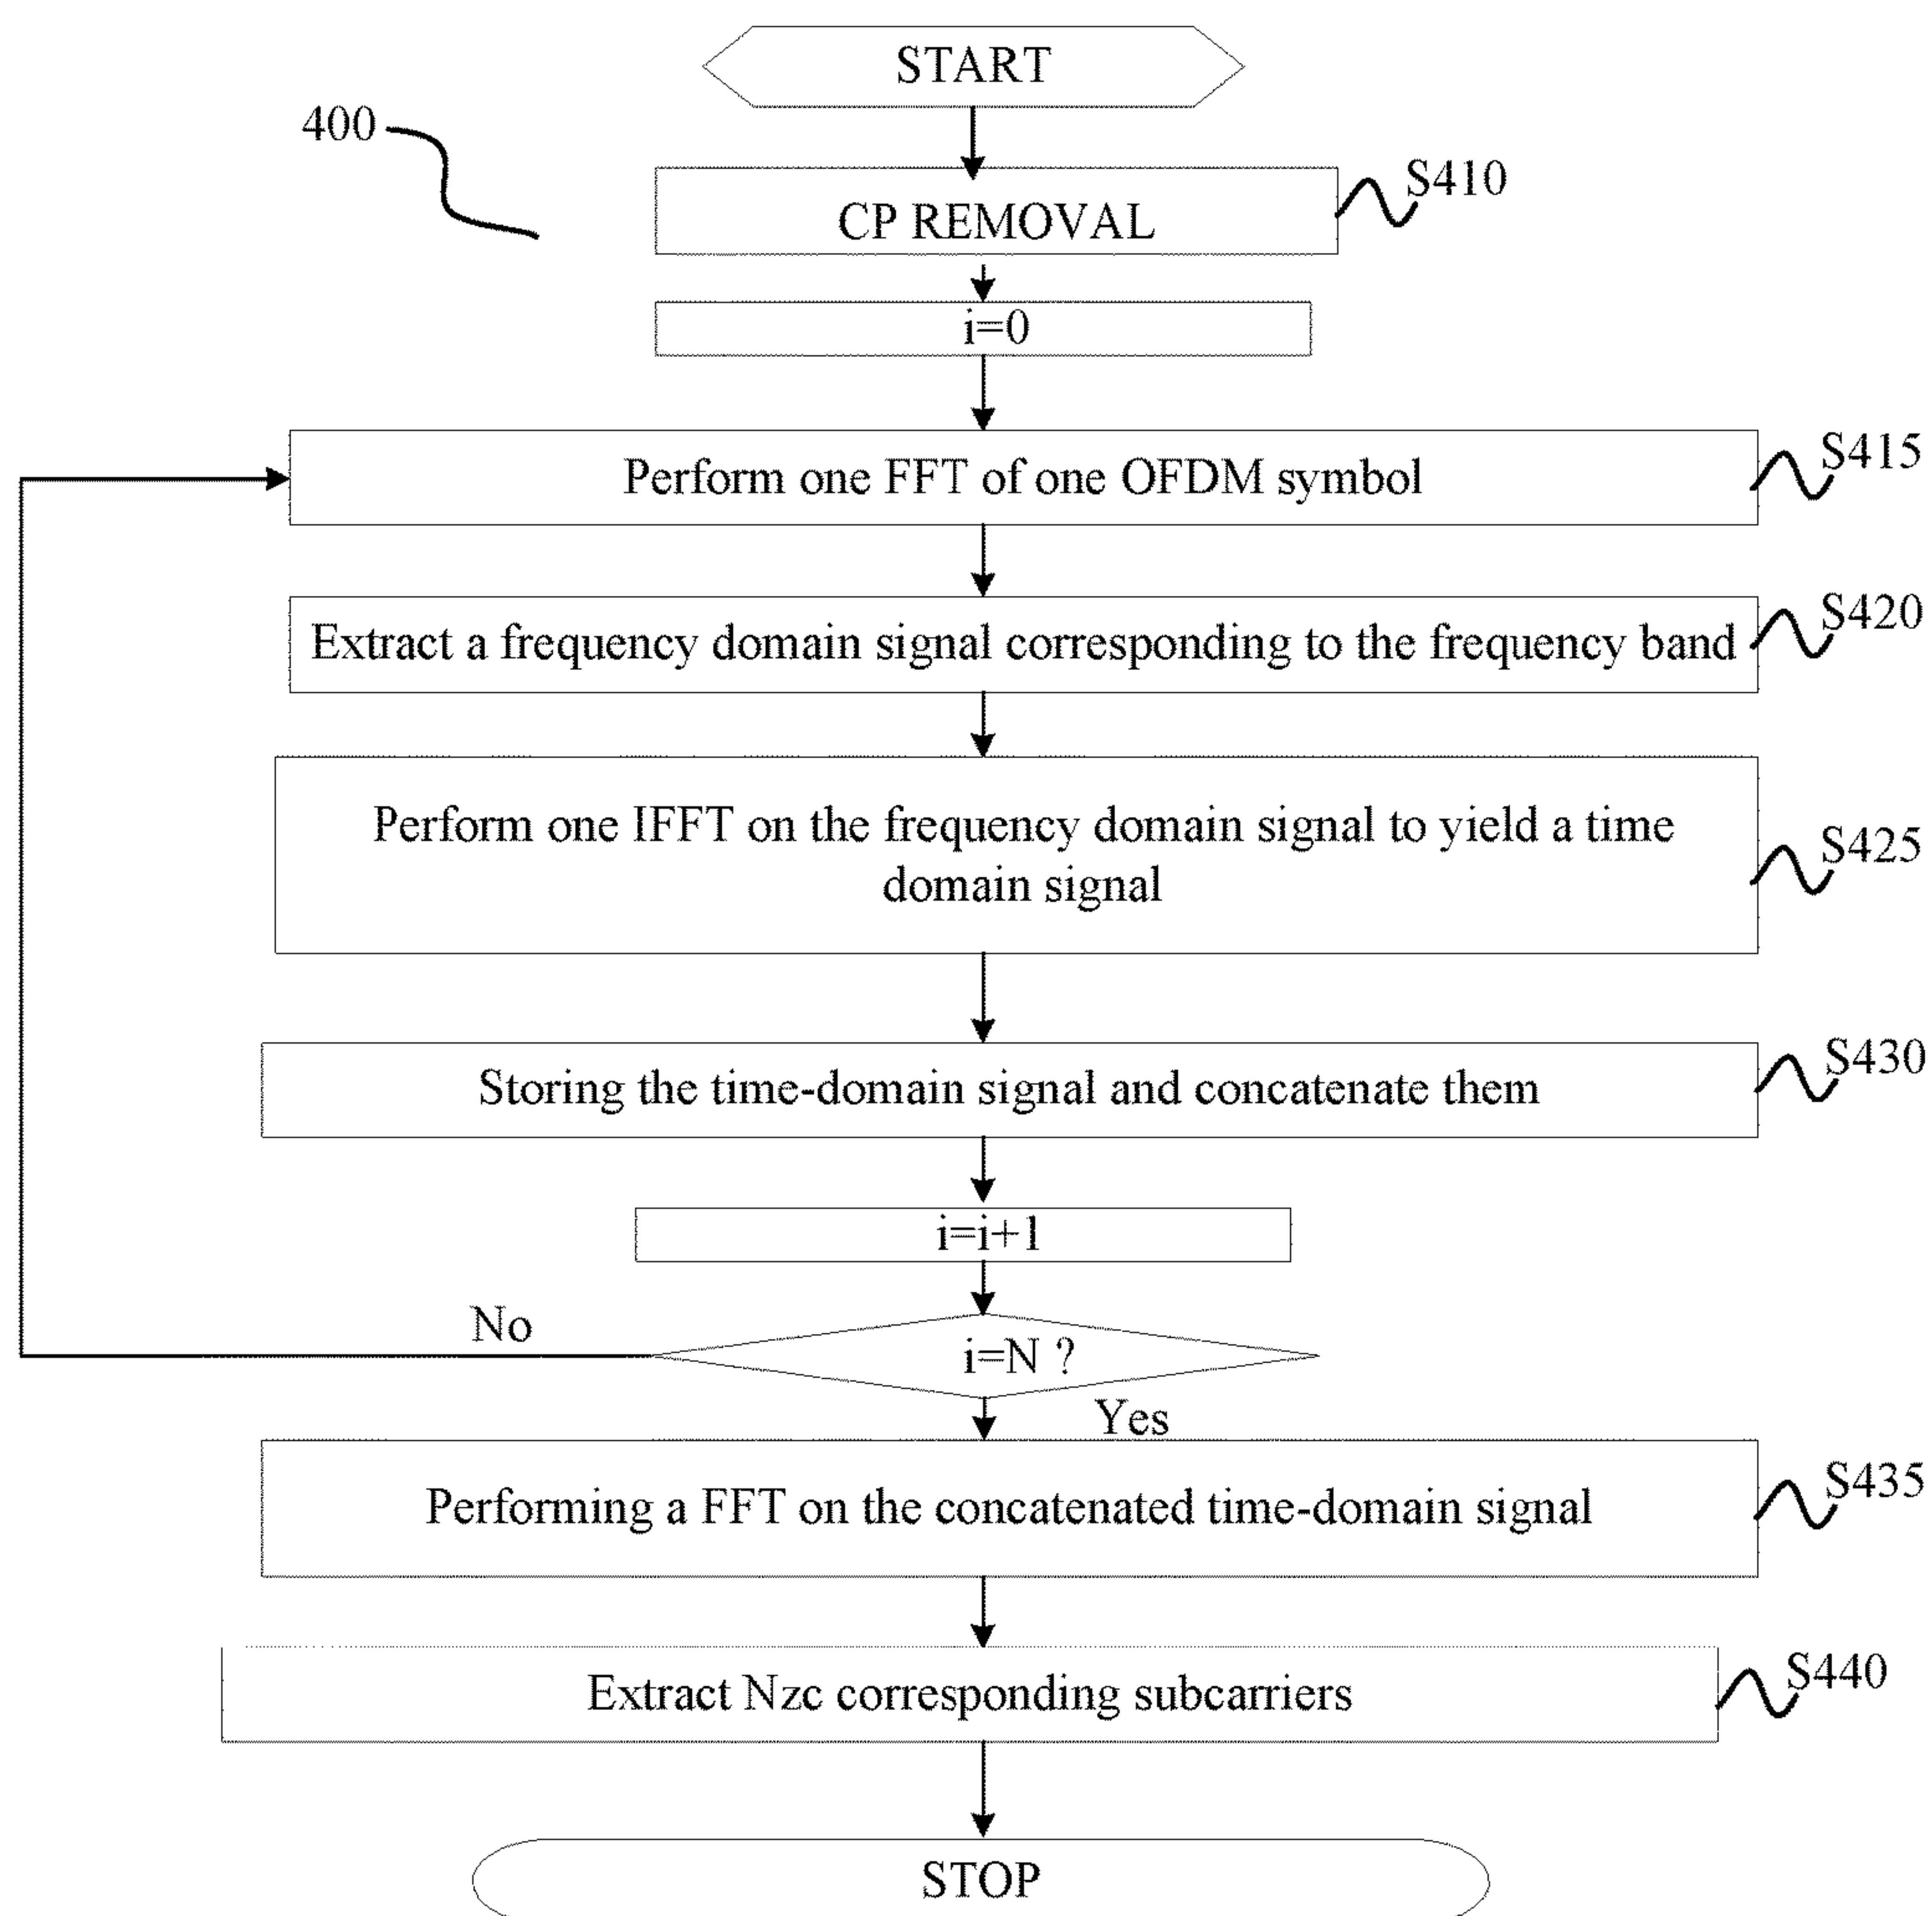 START
400
S410
CP REMOVAL
i=0
S415
Perform one FFT of one OFDM symbol
S420
Extract a frequency domain signal corresponding to the frequency band
Perform one IFFT on the frequency domain signal to yield a time
domain signal
S425
S430
Storing the time-domain signal and concatenate them
i=i+1
No
i=N ?
Yes
S435
Performing a FFT on the concatenated time-domain signal
S440
Extract Nzc corresponding subcarriers
STOP